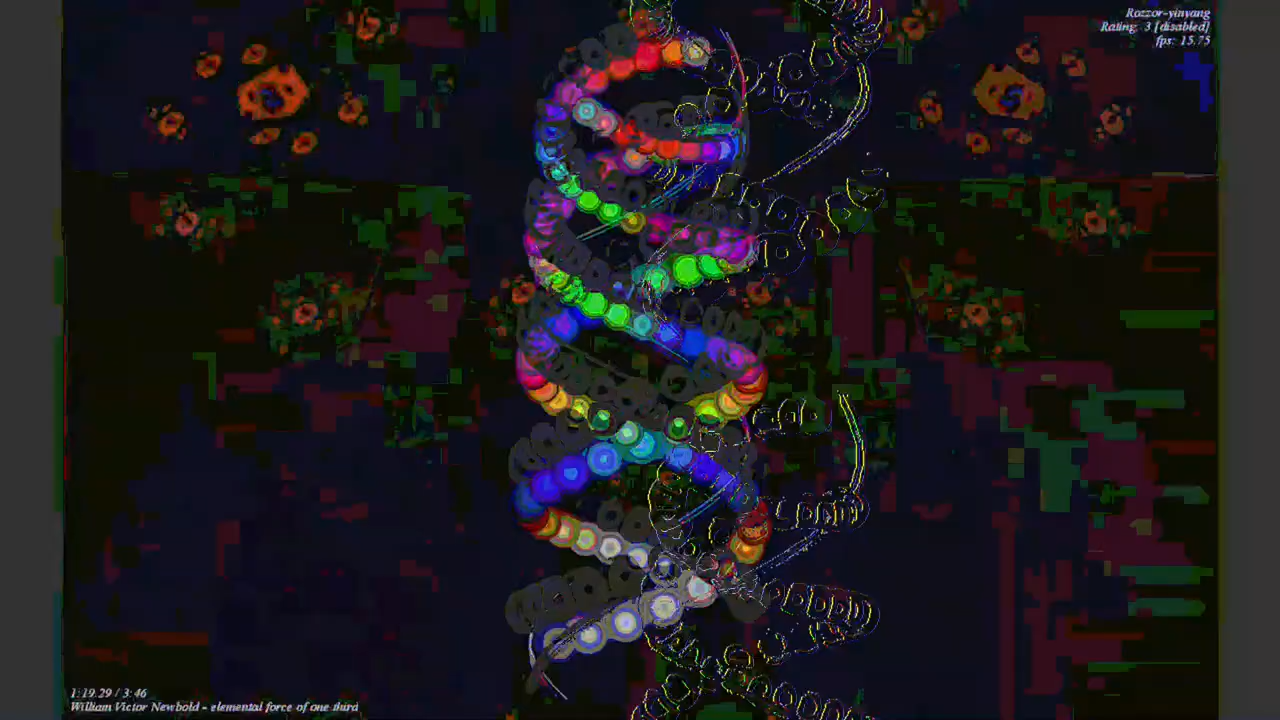 Rozzor-yinyang
Rating: 3 [disabled]
fps: 15.75
1:19.29 / 3:46
William Victor Newbold - elemental force of one third